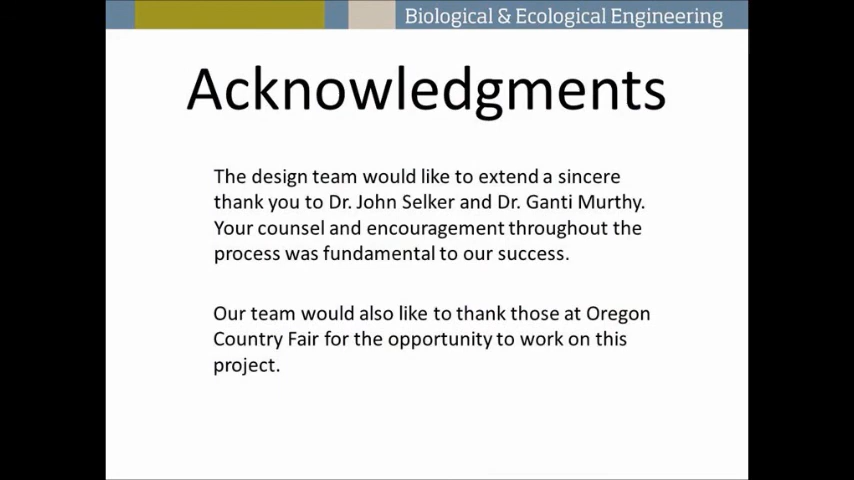 Biological & Ecological Engineering
Acknowledgments
The design team would like to extend a sincere
thank you to Dr. John Selker and Dr. Ganti Murthy.
Your counsel and encouragement throughout the
process was fundamental to our success.
Our team would also like to thank those at Oregon
Country Fair for the opportunity to work on this
project.